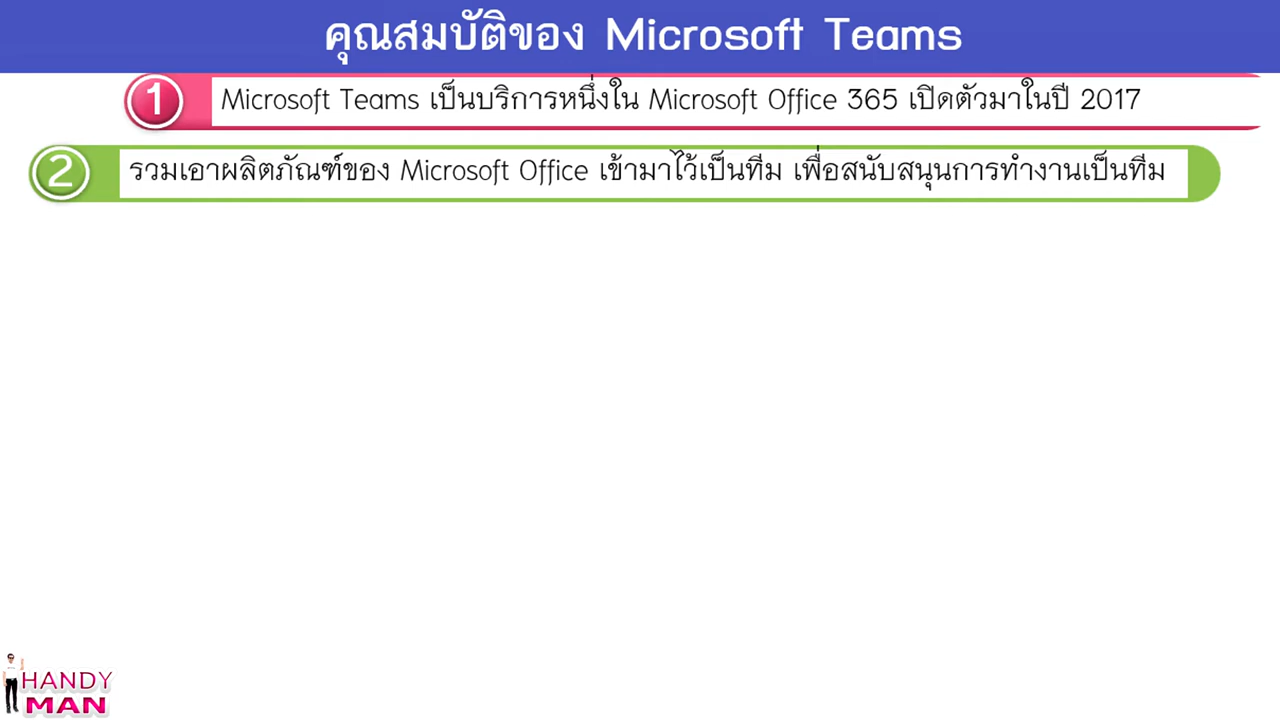 คุณสมบัติของ Microsoft Teams
1 Microsoft Teams เป็นบริการหนึ่งใน Microsoft Office 365 เปิดตัวมาในปี 2017
2 รวมเอาผลิตภัณฑ์ของ Microsoft Office เข้ามาไว้เป็นทีม เพื่อสนับสนุนการทำงานเป็นทีม
HANDY
MAN